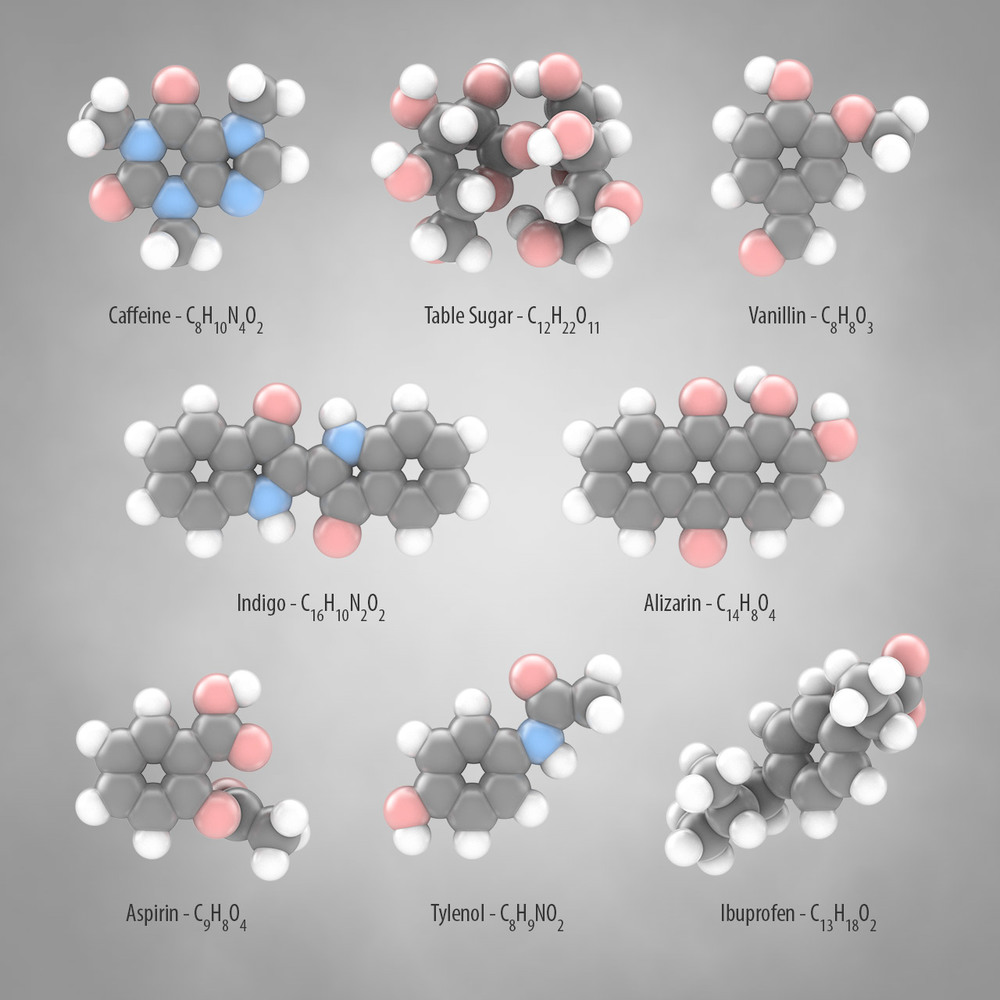 Caffeine - C₈H₁₀N₄O₂
Table Sugar - C₁₂H₂₂O₁₁
Vanillin - C₈H₈O₃
Indigo - C₁₆H₁₀N₂O₂
Alizarin - C₁₄H₈O₄
Aspirin - C₉H₈O₄
Tylenol - C₈H₉NO₂
Ibuprofen - C₁₃H₁₈O₂